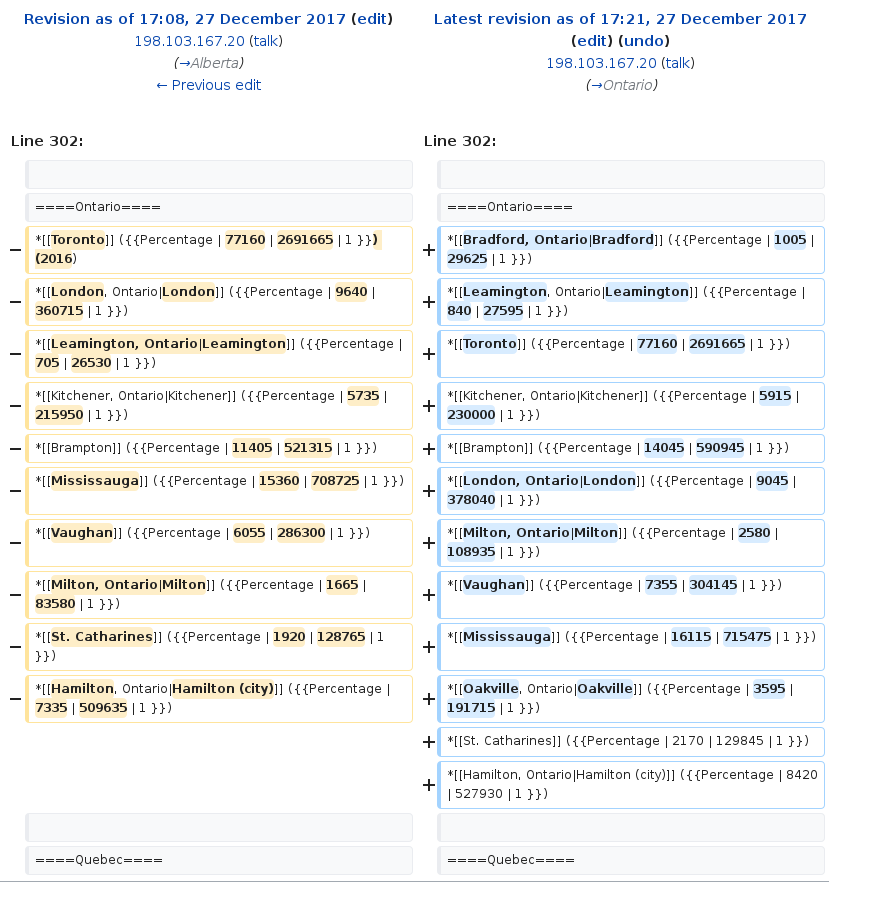 Revision as of 17:08, 27 December 2017 (edit)
198.103.167.20 (talk)
(→Alberta)
← Previous edit
Latest revision as of 17:21, 27 December 2017
(edit) (undo)
198.103.167.20 (talk)
(→Ontario)
Line 302:
Line 302:
====Ontario====
====Ontario====
− *[[Toronto]] ({{Percentage | 77160 | 2691665 | 1 }})
(2016)
+ *[[Bradford, Ontario|Bradford]] ({{Percentage | 1005 |
29625 | 1 }})
− *[[London, Ontario|London]] ({{Percentage | 9640 |
360715 | 1 }})
+ *[[Leamington, Ontario|Leamington]] ({{Percentage |
840 | 27595 | 1 }})
− *[[Leamington, Ontario|Leamington]] ({{Percentage |
705 | 26530 | 1 }})
+ *[[Toronto]] ({{Percentage | 77160 | 2691665 | 1 }})
− *[[Kitchener, Ontario|Kitchener]] ({{Percentage | 5735 |
215950 | 1 }})
+ *[[Kitchener, Ontario|Kitchener]] ({{Percentage | 5915 |
230000 | 1 }})
− *[[Brampton]] ({{Percentage | 11405 | 521315 | 1 }})
+ *[[Brampton]] ({{Percentage | 14045 | 590945 | 1 }})
− *[[Mississauga]] ({{Percentage | 15360 | 708725 | 1 }})
+ *[[London, Ontario|London]] ({{Percentage | 9045 |
378040 | 1 }})
− *[[Vaughan]] ({{Percentage | 6055 | 286300 | 1 }})
+ *[[Milton, Ontario|Milton]] ({{Percentage | 2580 |
108935 | 1 }})
− *[[Milton, Ontario|Milton]] ({{Percentage | 1665 |
83580 | 1 }})
+ *[[Vaughan]] ({{Percentage | 7355 | 304145 | 1 }})
− *[[St. Catharines]] ({{Percentage | 1920 | 128765 | 1
}})
+ *[[Mississauga]] ({{Percentage | 16115 | 715475 | 1 }})
− *[[Hamilton, Ontario|Hamilton (city)]] ({{Percentage |
7335 | 509635 | 1 }})
+ *[[Oakville, Ontario|Oakville]] ({{Percentage | 3595 |
191715 | 1 }})
+ *[[St. Catharines]] ({{Percentage | 2170 | 129845 | 1 }})
+ *[[Hamilton, Ontario|Hamilton (city)]] ({{Percentage | 8420
| 527930 | 1 }})
====Quebec====
====Quebec====